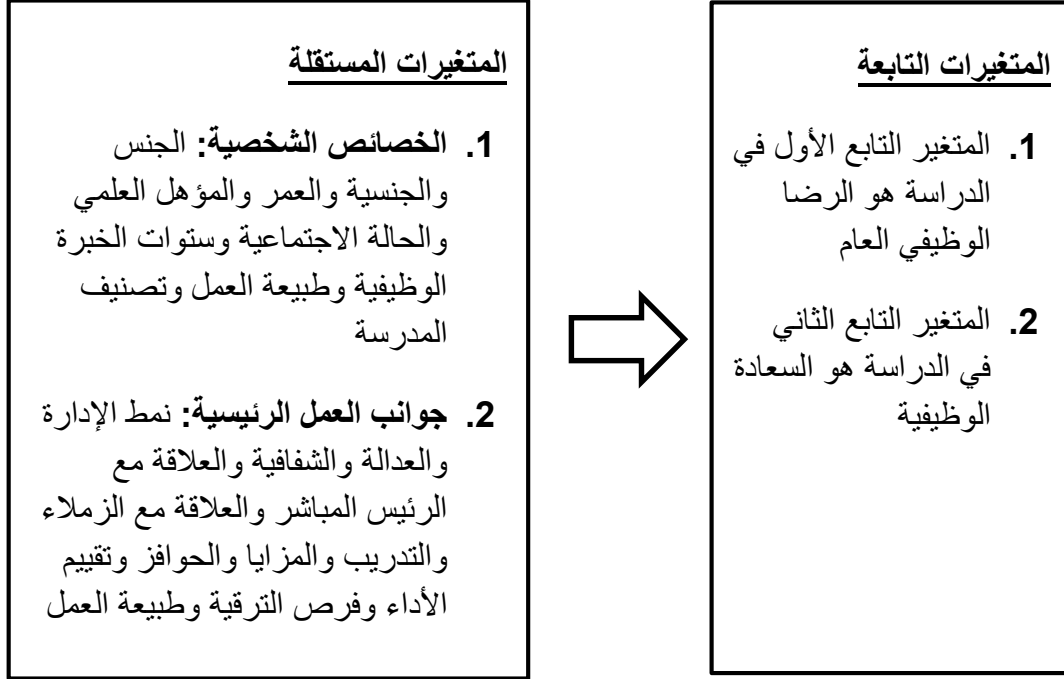 المتغيرات المستقلة
1. الخصائص الشخصية: الجنس
والجنسية والعمر والمؤهل العلمي
والحالة الاجتماعية وستوات الخبرة
الوظيفية وطبيعة العمل وتصنيف
المدرسة
2. جوانب العمل الرئيسية: نمط الإدارة
والعدالة والشفافية والعلاقة مع
الرئيس المباشر والعلاقة مع الزملاء
والتدريب والمزايا والحوافز وتقييم
الأداء وفرص الترقية وطبيعة العمل
المتغيرات التابعة
1. المتغير التابع الأول في
الدراسة هو الرضا
الوظيفي العام
2. المتغير التابع الثاني
في الدراسة هو السعادة
الوظيفية